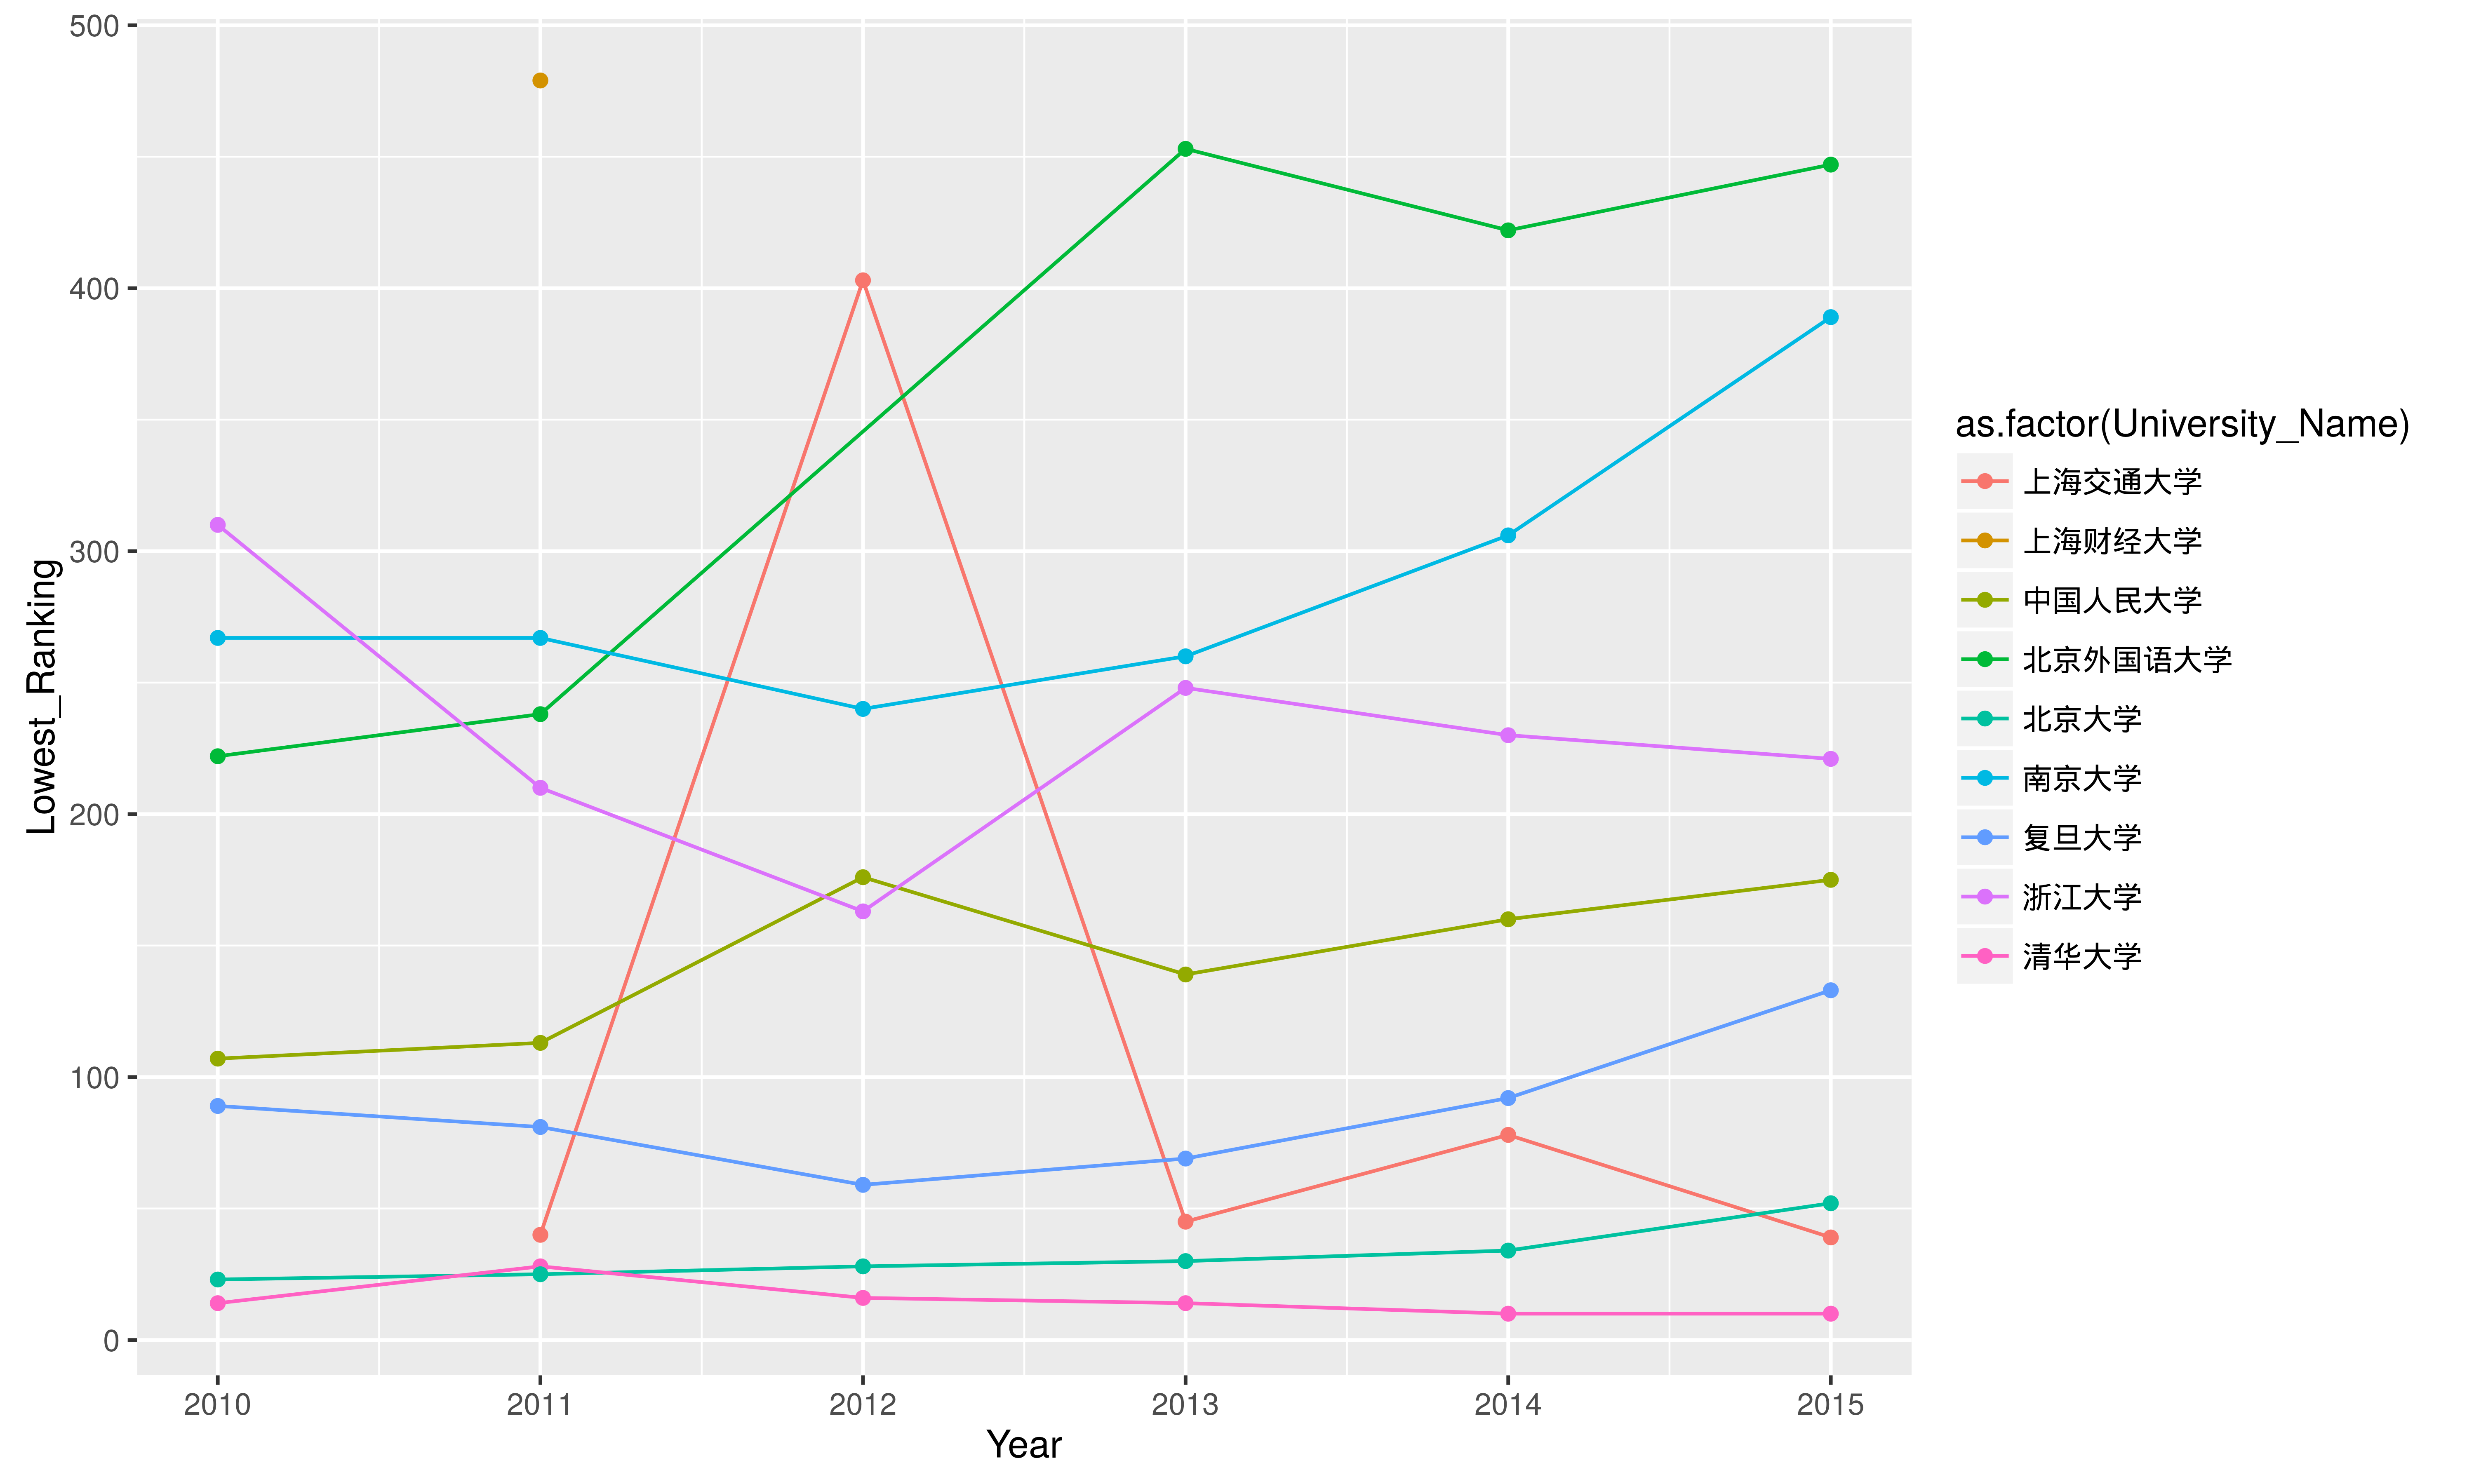 500
400
300
200
100
0
Lowest_Ranking
2010 2011 2012 2013 2014 2015
Year
as.factor(University_Name)
上海交通大学
上海财经大学
中国人民大学
北京外国语大学
北京大学
南京大学
复旦大学
浙江大学
清华大学